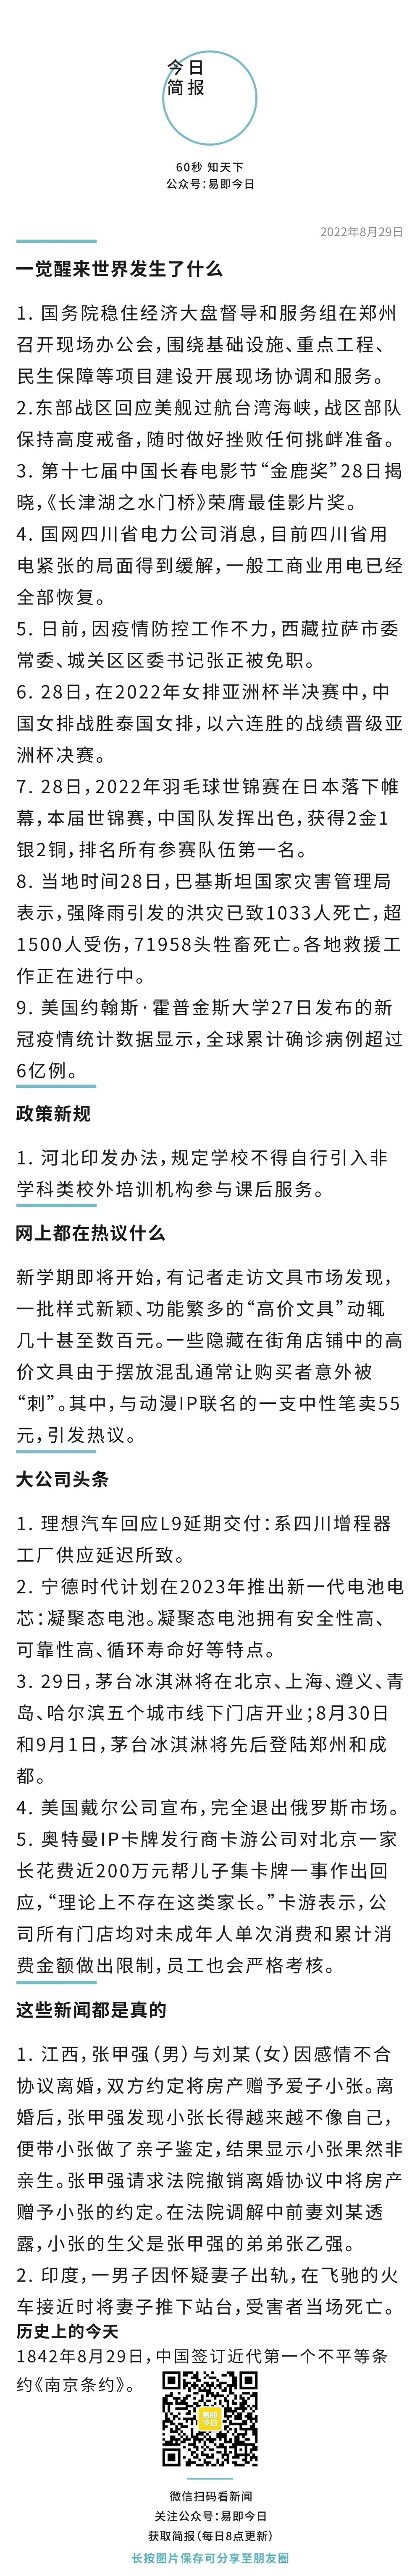 今日
简报
60秒 知天下
公众号：易即今日
2022年8月29日
一觉醒来世界发生了什么
1. 国务院稳住经济大盘督导和服务组在郑州
召开现场办公会，围绕基础设施、重点工程、
民生保障等项目建设开展现场协调和服务。
2.东部战区回应美舰过航台湾海峡，战区部队
保持高度戒备，随时做好挫败任何挑衅准备。
3. 第十七届中国长春电影节“金鹿奖”28日揭
晓，《长津湖之水门桥》荣膺最佳影片奖。
4. 国网四川省电力公司消息，目前四川省用
电紧张的局面得到缓解，一般工商业用电已经
全部恢复。
5. 日前，因疫情防控工作不力，西藏拉萨市委
常委、城关区区委书记张正被免职。
6. 28日，在2022年女排亚洲杯半决赛中，中
国女排战胜泰国女排，以六连胜的战绩晋级亚
洲杯决赛。
7. 28日，2022年羽毛球世锦赛在日本落下帷
幕，本届世锦赛，中国队发挥出色，获得2金1
银2铜，排名所有参赛队伍第一名。
8. 当地时间28日，巴基斯坦国家灾害管理局
表示，强降雨引发的洪灾已致1033人死亡，超
1500人受伤，71958头牲畜死亡。各地救援工
作正在进行中。
9. 美国约翰斯·霍普金斯大学27日发布的新
冠疫情统计数据显示，全球累计确诊病例超过
6亿例。
政策新规
1. 河北印发办法，规定学校不得自行引入非
学科类校外培训机构参与课后服务。
网上都在热议什么
新学期即将开始，有记者走访文具市场发现，
一批样式新颖、功能繁多的“高价文具”动辄
几十甚至数百元。一些隐藏在街角店铺中的高
价文具由于摆放混乱通常让购买者意外被
“刺”。其中，与动漫IP联名的一支中性笔卖55
元，引发热议。
大公司头条
1. 理想汽车回应L9延期交付：系四川增程器
工厂供应延迟所致。
2. 宁德时代计划在2023年推出新一代电池电
芯：凝聚态电池。凝聚态电池拥有安全性高、
可靠性高、循环寿命好等特点。
3. 29日，茅台冰淇淋将在北京、上海、遵义、青
岛、哈尔滨五个城市线下门店开业；8月30日
和9月1日，茅台冰淇淋将先后登陆郑州和成
都。
4. 美国戴尔公司宣布，完全退出俄罗斯市场。
5. 奥特曼IP卡牌发行商卡游公司对北京一家
长花费近200万元帮儿子集卡牌一事作出回
应，“理论上不存在这类家长。”卡游表示，公
司所有门店均对未成年人单次消费和累计消
费金额做出限制，员工也会严格考核。
这些新闻都是真的
1. 江西，张甲强（男）与刘某（女）因感情不合
协议离婚，双方约定将房产赠予爱子小张。离
婚后，张甲强发现小张长得越来越不像自己，
便带小张做了亲子鉴定，结果显示小张果然非
亲生。张甲强请求法院撤销离婚协议中将房产
赠予小张的约定。在法院调解中前妻刘某透
露，小张的生父是张甲强的弟弟张乙强。
2. 印度，一男子因怀疑妻子出轨，在飞驰的火
车接近时将妻子推下站台，受害者当场死亡。
历史上的今天
1842年8月29日，中国签订近代第一个不平等条
约《南京条约》。
易即
今日
微信扫码看新闻
关注公众号：易即今日
获取简报（每日8点更新）
长按图片保存可分享至朋友圈